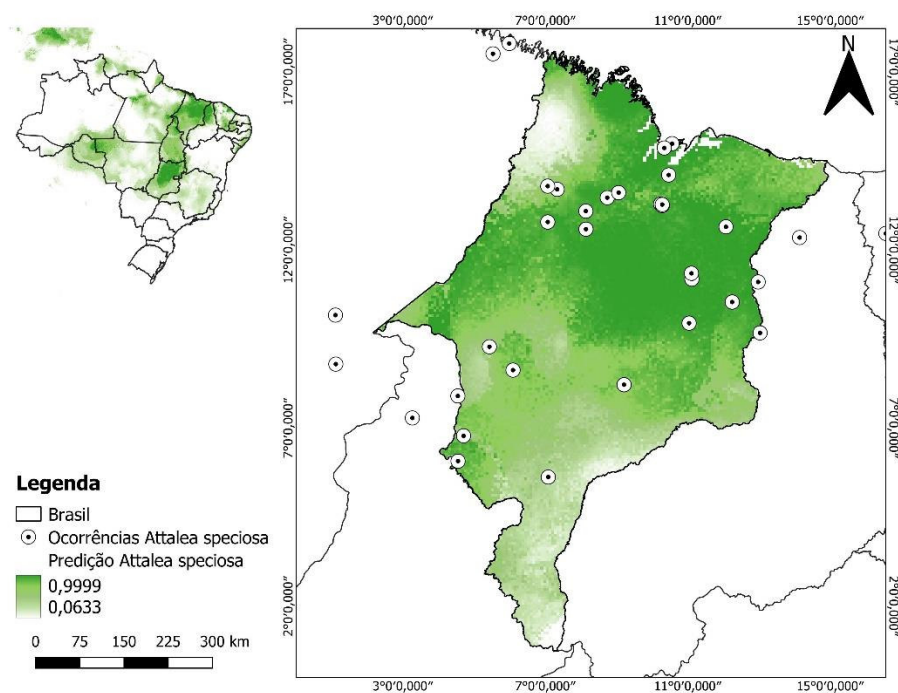 3°0′0,000″ 7°0′0,000″ 11°0′0,000″ 15°0′0,000″
N
17°0′0,000″ 17°0′0,000″
12°0′0,000″ 12°0′0,000″
7°0′0,000″ 7°0′0,000″
2°0′0,000″ 2°0′0,000″
Legenda
Brasil
Ocorrências Attalea speciosa
Predição Attalea speciosa
0,9999
0,0633
0 75 150 225 300 km
3°0′0,000″ 7°0′0,000″ 11°0′0,000″ 15°0′0,000″